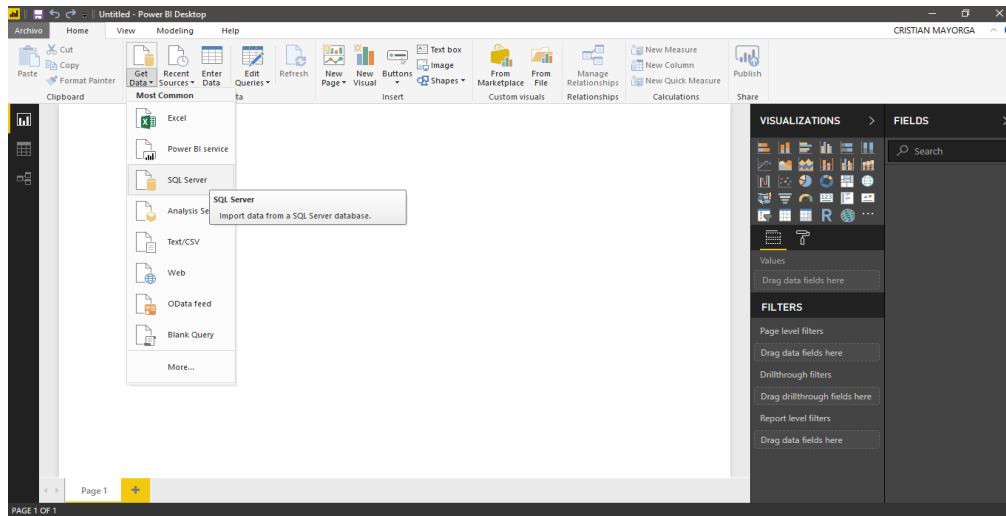 Untitled - Power BI Desktop
Archivo Home View Modeling Help CRISTIAN MAYORGA
Paste
Cut
Copy
Format Painter
Clipboard
Get Data
Recent Sources
Enter Data
Edit Queries
Refresh
ta
New Page
New Visual
Buttons
Text box
Image
Shapes
Insert
From Marketplace
From File
Custom visuals
Manage Relationships
Relationships
New Measure
New Column
New Quick Measure
Calculations
Publish
Share
Most Common
Excel
Power BI service
SQL Server
SQL Server
Import data from a SQL Server database.
Analysis Se
Text/CSV
Web
OData feed
Blank Query
More...
VISUALIZATIONS
R
Values
Drag data fields here
FILTERS
Page level filters
Drag data fields here
Drillthrough filters
Drag drillthrough fields here
Report level filters
Drag data fields here
FIELDS
Search
Page 1
PAGE 1 OF 1